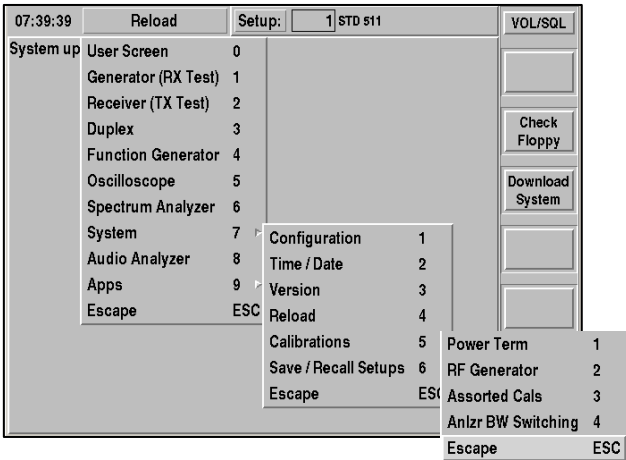 07:39:39 Reload Setup: 1 STD 511 VOL/SQL
System up
User Screen 0
Generator (RX Test) 1
Receiver (TX Test) 2
Duplex 3
Function Generator 4
Oscilloscope 5
Spectrum Analyzer 6
System 7
Audio Analyzer 8
Apps 9
Escape ESC
Configuration 1
Time / Date 2
Version 3
Reload 4
Calibrations 5
Save / Recall Setups 6
Escape
Power Term 1
RF Generator 2
Assorted Cals 3
Anlzr BW Switching 4
Escape ESC
Check
Floppy
Download
System